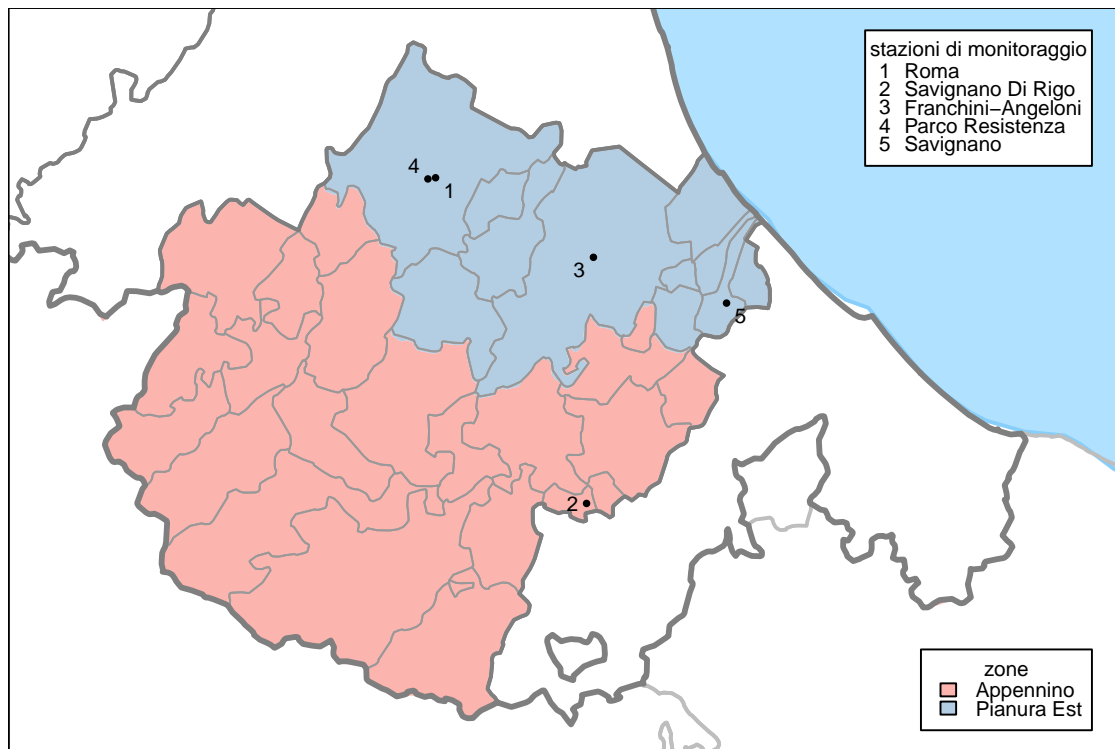 stazioni di monitoraggio
1 Roma
2 Savignano Di Rigo
3 Franchini−Angeloni
4 Parco Resistenza
5 Savignano
4
1
3
5
2
zone
Appennino
Pianura Est